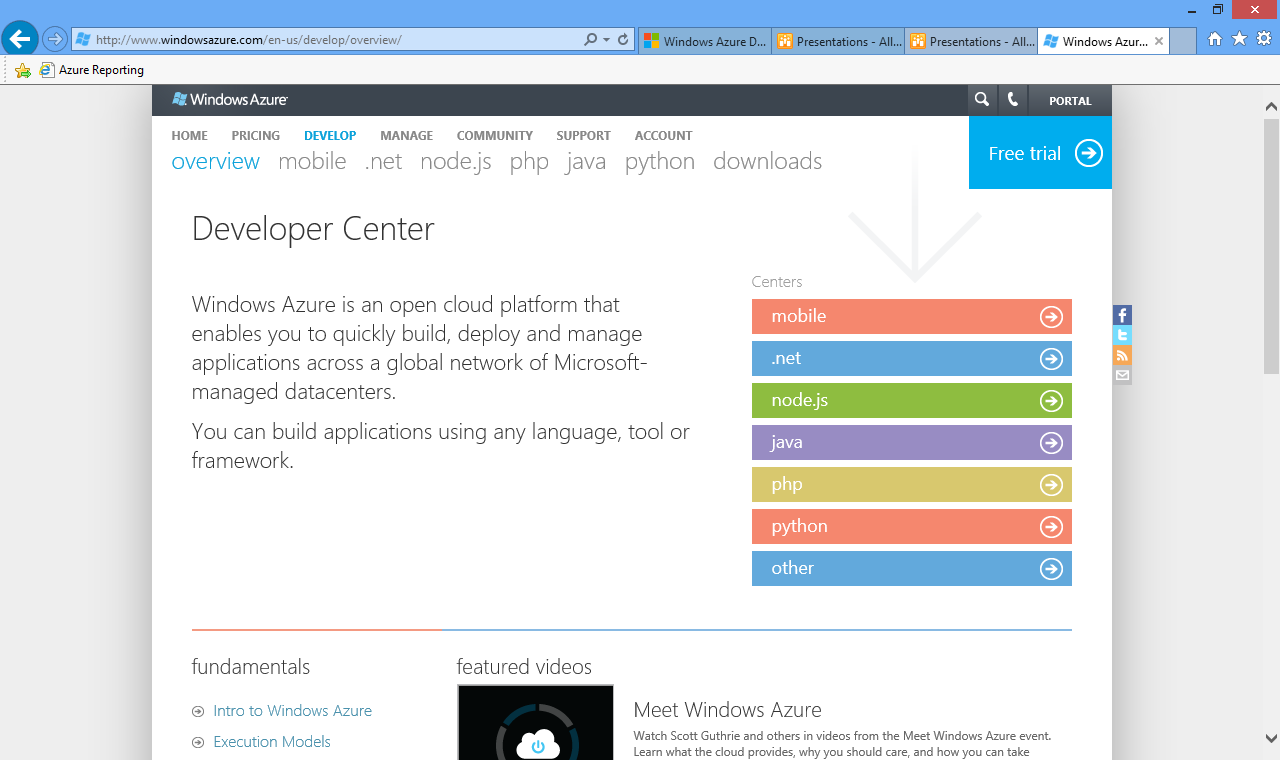 http://www.windowsazure.com/en-us/develop/overview/
Windows Azure D...
Presentations - All...
Presentations - All...
Windows Azur...
Azure Reporting
Windows Azure
PORTAL
HOME PRICING DEVELOP MANAGE COMMUNITY SUPPORT ACCOUNT
overview mobile .net node.js php java python downloads
Free trial
Developer Center
Windows Azure is an open cloud platform that
enables you to quickly build, deploy and manage
applications across a global network of Microsoft-
managed datacenters.
You can build applications using any language, tool or
framework.
Centers
mobile
.net
node.js
java
php
python
other
fundamentals
Intro to Windows Azure
Execution Models
featured videos
Meet Windows Azure
Watch Scott Guthrie and others in videos from the Meet Windows Azure event.
Learn what the cloud provides, why you should care, and how you can take